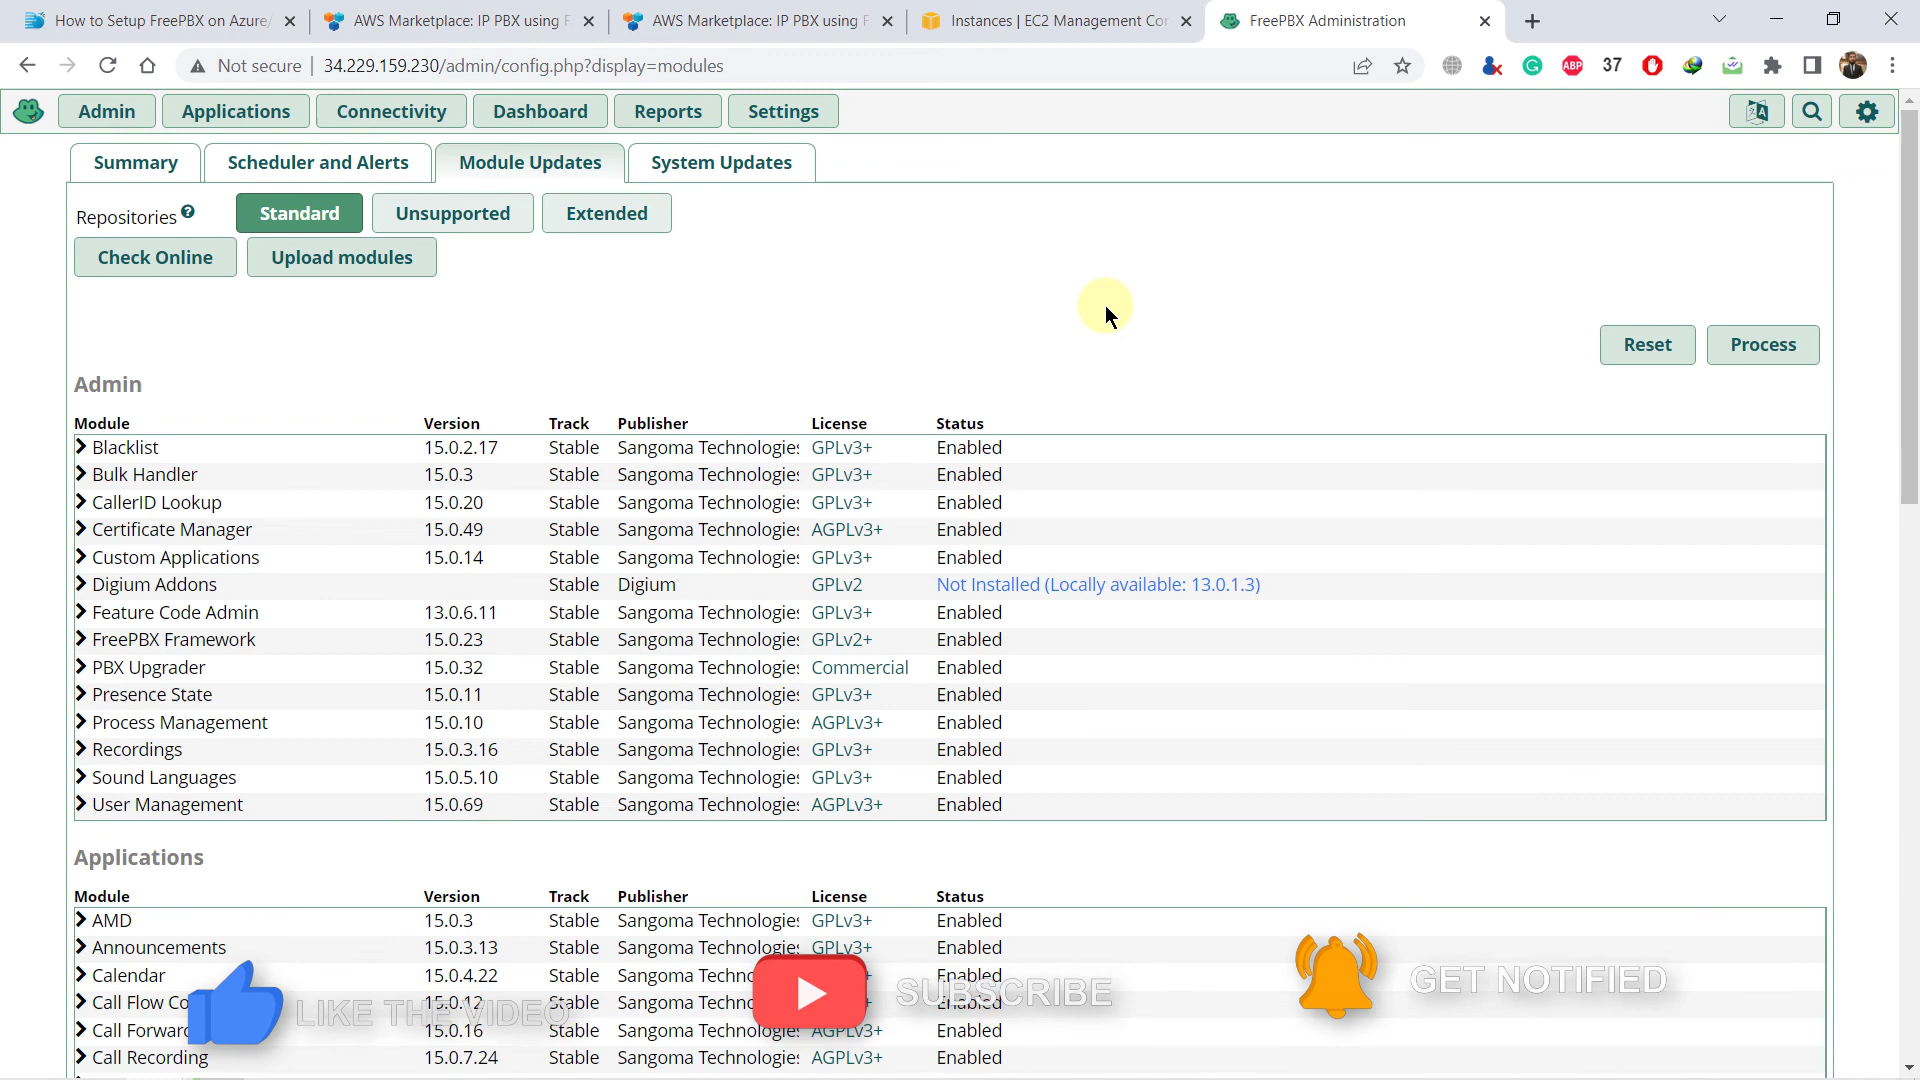 How to Setup FreePBX on Azure/
AWS Marketplace: IP PBX using F
AWS Marketplace: IP PBX using F
Instances | EC2 Management Con
FreePBX Administration
Not secure
34.229.159.230/admin/config.php?display=modules
ABP
37
Admin
Applications
Connectivity
Dashboard
Reports
Settings
Summary
Scheduler and Alerts
Module Updates
System Updates
Repositories
Standard
Unsupported
Extended
Check Online
Upload modules
Reset
Process
Admin
Module Version Track Publisher License Status
Blacklist 15.0.2.17 Stable Sangoma Technologies GPLv3+ Enabled
Bulk Handler 15.0.3 Stable Sangoma Technologies GPLv3+ Enabled
CallerID Lookup 15.0.20 Stable Sangoma Technologies GPLv3+ Enabled
Certificate Manager 15.0.49 Stable Sangoma Technologies AGPLv3+ Enabled
Custom Applications 15.0.14 Stable Sangoma Technologies GPLv3+ Enabled
Digium Addons Stable Digium GPLv2 Not Installed (Locally available: 13.0.1.3)
Feature Code Admin 13.0.6.11 Stable Sangoma Technologies GPLv3+ Enabled
FreePBX Framework 15.0.23 Stable Sangoma Technologies GPLv2+ Enabled
PBX Upgrader 15.0.32 Stable Sangoma Technologies Commercial Enabled
Presence State 15.0.11 Stable Sangoma Technologies GPLv3+ Enabled
Process Management 15.0.10 Stable Sangoma Technologies AGPLv3+ Enabled
Recordings 15.0.3.16 Stable Sangoma Technologies GPLv3+ Enabled
Sound Languages 15.0.5.10 Stable Sangoma Technologies GPLv3+ Enabled
User Management 15.0.69 Stable Sangoma Technologies AGPLv3+ Enabled
Applications
Module Version Track Publisher License Status
AMD 15.0.3 Stable Sangoma Technologies GPLv3+ Enabled
Announcements 15.0.3.13 Stable Sangoma Technologies GPLv3+ Enabled
Calendar 15.0.4.22 Stable Sangoma Enabled
Call Flow 15.0.12 Stable Sangoma Enabled
Call Forward 15.0.16 Stable Sangoma Technologies AGPLv3+ Enabled
Call Recording 15.0.7.24 Stable Sangoma Technologies AGPLv3+ Enabled
LIKE THE VIDEO
SUBSCRIBE
GET NOTIFIED